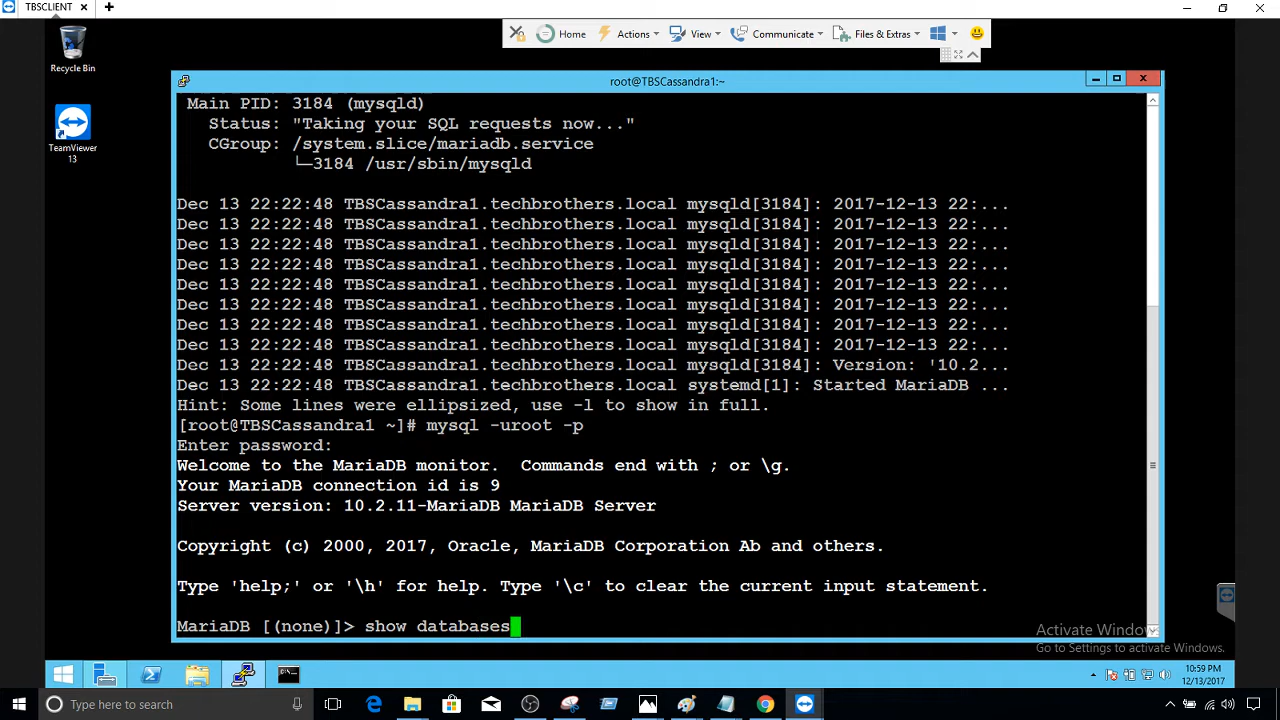 TBSCLIENT
Home
Actions
View
Communicate
Files & Extras
Recycle Bin
TeamViewer
13
root@TBSCassandra1:~
Main PID: 3184 (mysqld)
Status: "Taking your SQL requests now..."
CGroup: /system.slice/mariadb.service
└─3184 /usr/sbin/mysqld
Dec 13 22:22:48 TBSCassandra1.techbrothers.local mysqld[3184]: 2017-12-13 22:...
Dec 13 22:22:48 TBSCassandra1.techbrothers.local mysqld[3184]: 2017-12-13 22:...
Dec 13 22:22:48 TBSCassandra1.techbrothers.local mysqld[3184]: 2017-12-13 22:...
Dec 13 22:22:48 TBSCassandra1.techbrothers.local mysqld[3184]: 2017-12-13 22:...
Dec 13 22:22:48 TBSCassandra1.techbrothers.local mysqld[3184]: 2017-12-13 22:...
Dec 13 22:22:48 TBSCassandra1.techbrothers.local mysqld[3184]: 2017-12-13 22:...
Dec 13 22:22:48 TBSCassandra1.techbrothers.local mysqld[3184]: 2017-12-13 22:...
Dec 13 22:22:48 TBSCassandra1.techbrothers.local mysqld[3184]: 2017-12-13 22:...
Dec 13 22:22:48 TBSCassandra1.techbrothers.local mysqld[3184]: Version: '10.2...
Dec 13 22:22:48 TBSCassandra1.techbrothers.local systemd[1]: Started MariaDB ...
Hint: Some lines were ellipsized, use -l to show in full.
[root@TBSCassandra1 ~]# mysql -uroot -p
Enter password:
Welcome to the MariaDB monitor.  Commands end with ; or \g.
Your MariaDB connection id is 9
Server version: 10.2.11-MariaDB MariaDB Server
Copyright (c) 2000, 2017, Oracle, MariaDB Corporation Ab and others.
Type 'help;' or '\h' for help. Type '\c' to clear the current input statement.
MariaDB [(none)]> show databases
Activate Windows
Go to Settings to activate Windows.
10:59 PM
12/13/2017
Type here to search